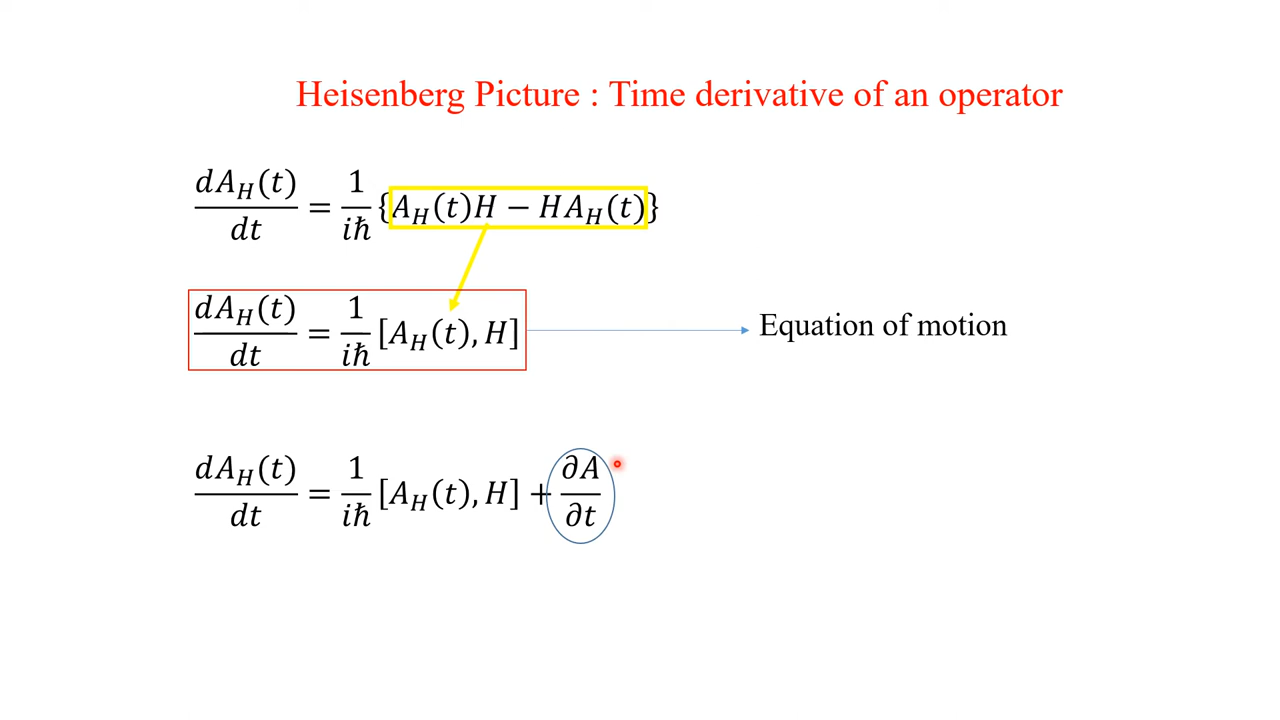 Heisenberg Picture : Time derivative of an operator
dA_H(t)/dt = 1/iħ {A_H(t)H − HA_H(t)}
dA_H(t)/dt = 1/iħ [A_H(t), H]
Equation of motion
dA_H(t)/dt = 1/iħ [A_H(t), H] + ∂A/∂t